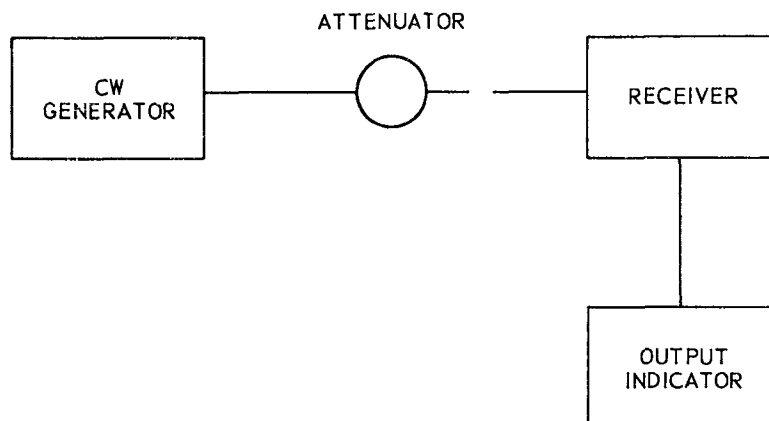 ATTENUATOR
CW
GENERATOR
RECEIVER
OUTPUT
INDICATOR